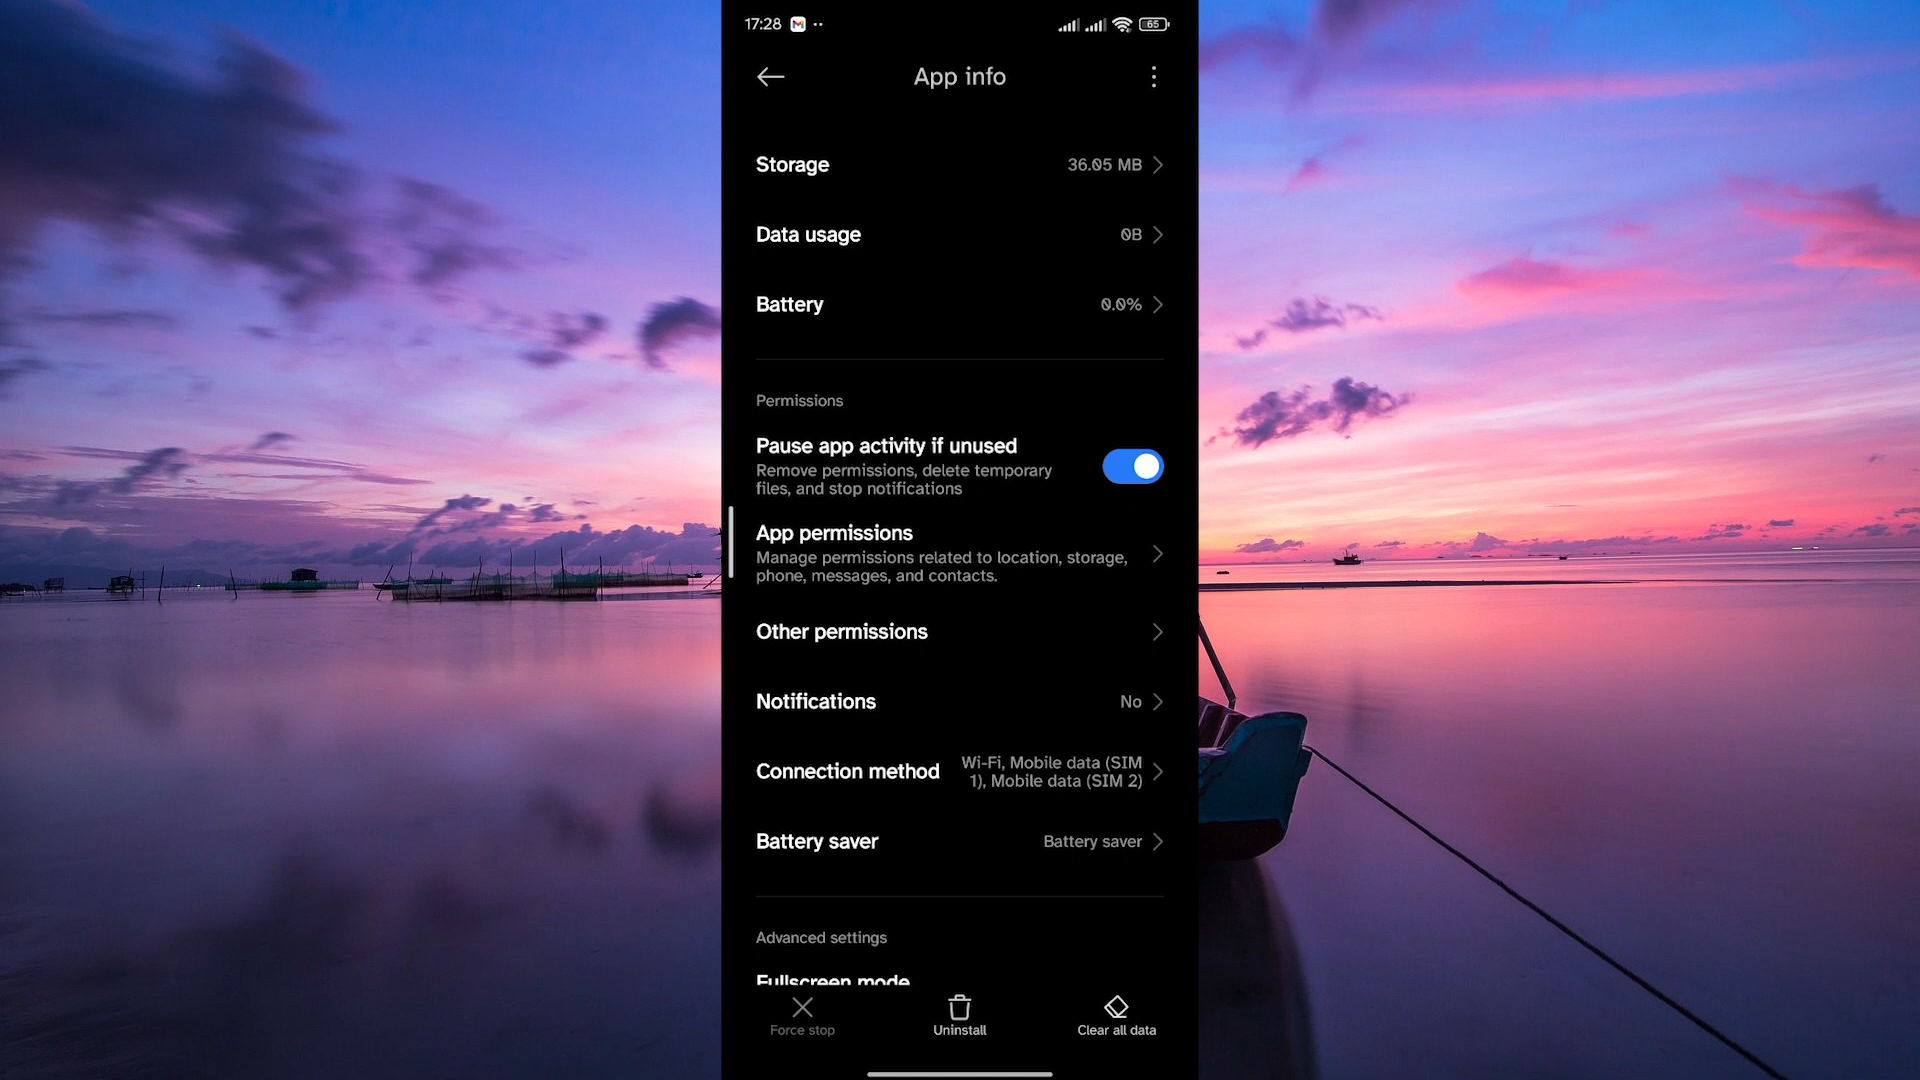 17:28
65
App info
Storage 36.05 MB
Data usage 0B
Battery 0.0%
Permissions
Pause app activity if unused
Remove permissions, delete temporary
files, and stop notifications
App permissions
Manage permissions related to location, storage,
phone, messages, and contacts.
Other permissions
Notifications No
Connection method Wi-Fi, Mobile data (SIM
1), Mobile data (SIM 2)
Battery saver Battery saver
Advanced settings
Fullscreen mode
Force stop Uninstall Clear all data